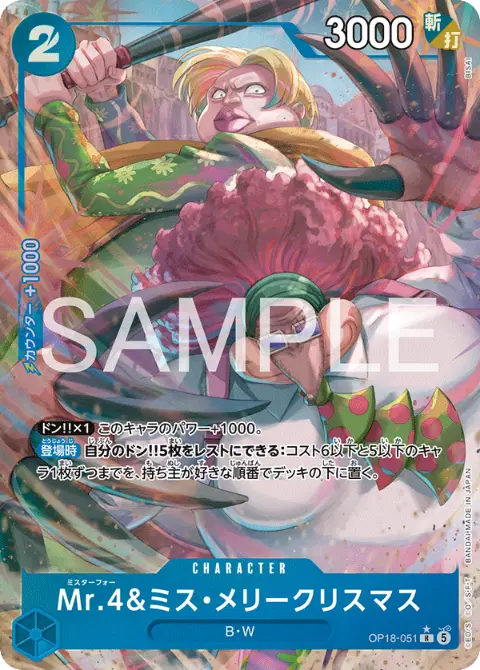 2
3000
斬
打
BISAI
カウンター +1000
SAMPLE
ドン!!×1 このキャラのパワー+1000。
登場時 自分のドン!!5枚をレストにできる:コスト6以下と5以下のキャ
ラ1枚ずつまでを、持ち主が好きな順番でデッキの下に置く。
CHARACTER
ミスターフォー
Mr.4&ミス・メリークリスマス
B・W
OP18-051 R 5
BANDAI MADE IN JAPAN